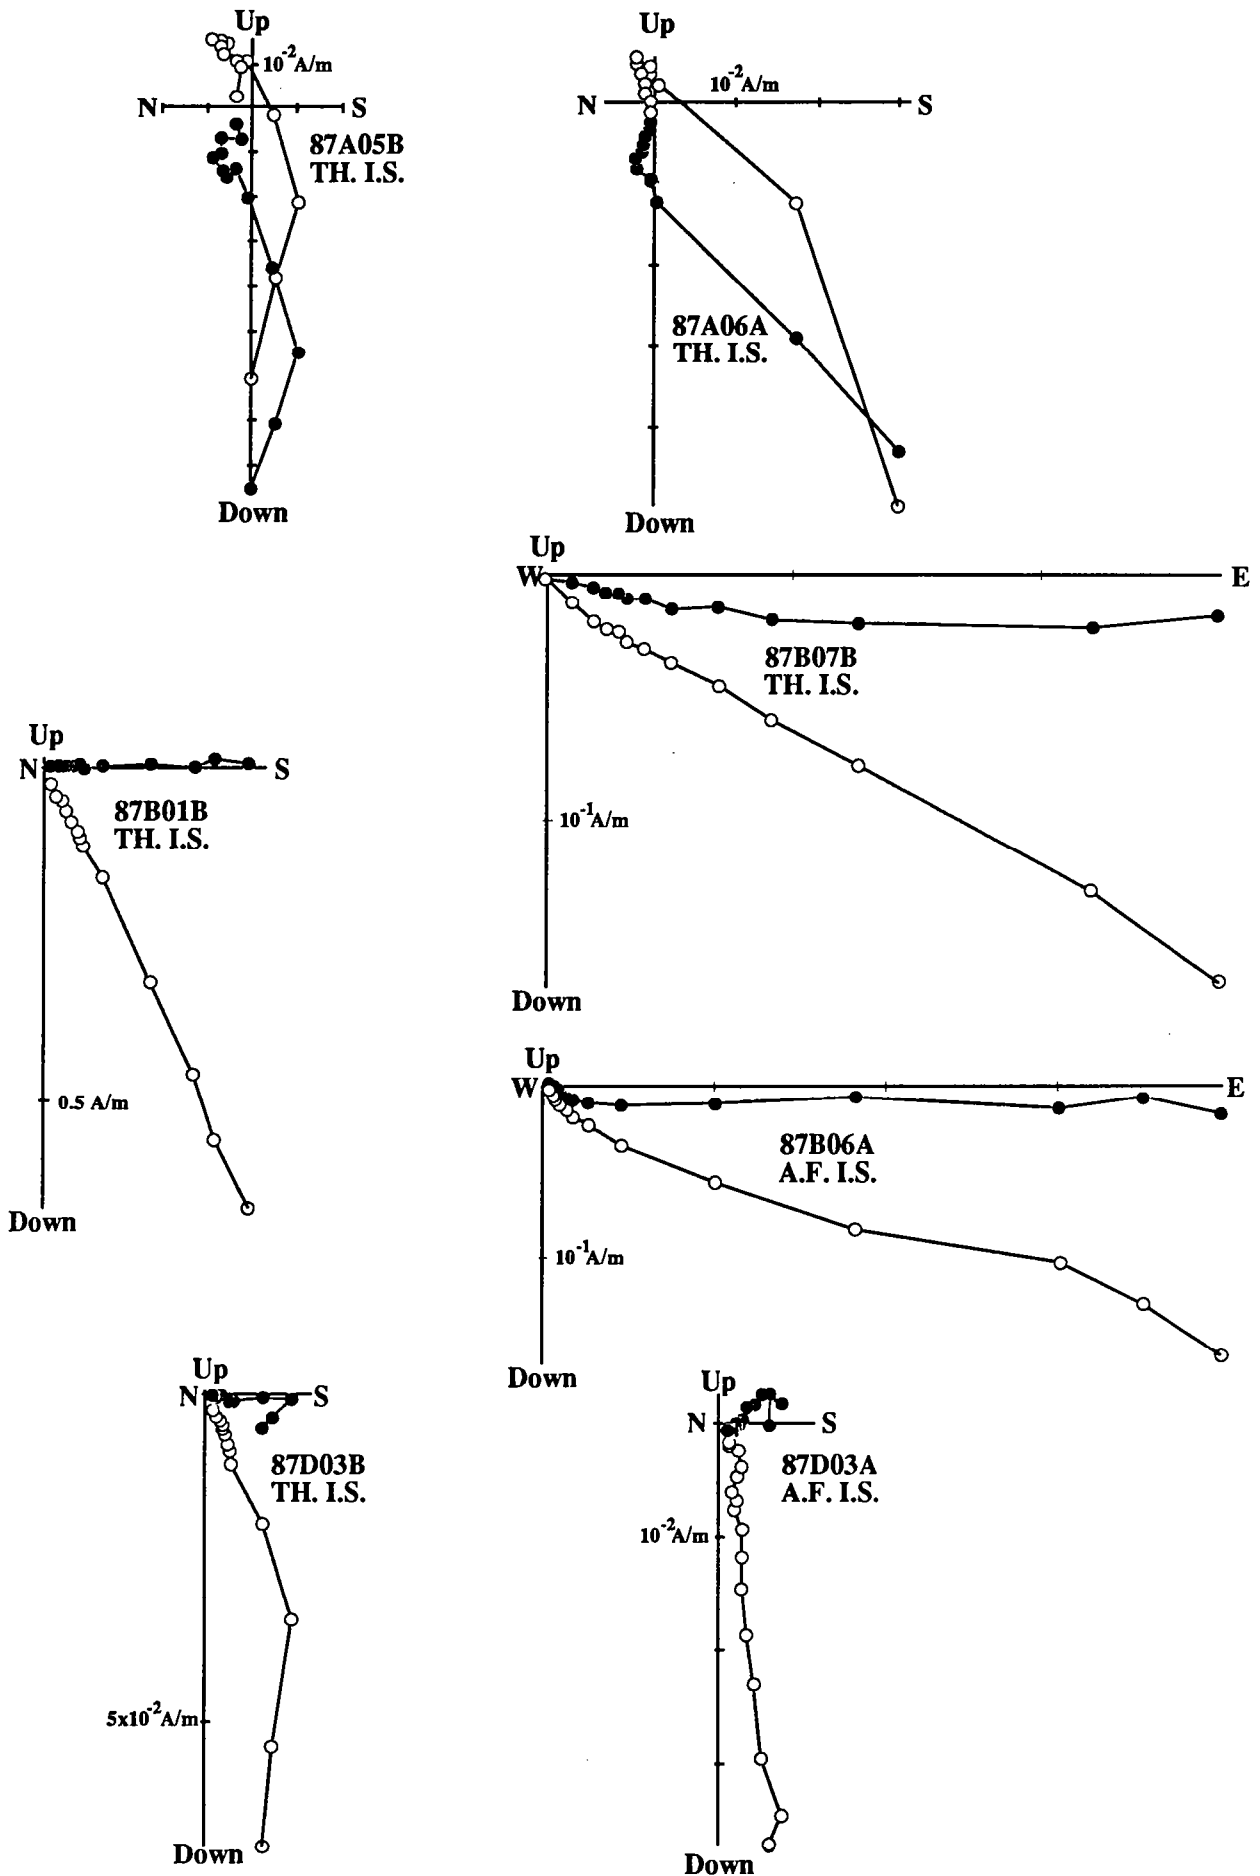 Up
10⁻²A/m
N
S
87A05B
TH. I.S.
Down
Up
10⁻²A/m
N
S
87A06A
TH. I.S.
Down
Up
W
E
87B07B
TH. I.S.
10⁻¹A/m
Down
Up
N
S
87B01B
TH. I.S.
0.5 A/m
Down
Up
W
E
87B06A
A.F. I.S.
10⁻¹A/m
Down
Up
N
S
87D03B
TH. I.S.
5x10⁻²A/m
Down
Up
N
S
87D03A
A.F. I.S.
10⁻²A/m
Down